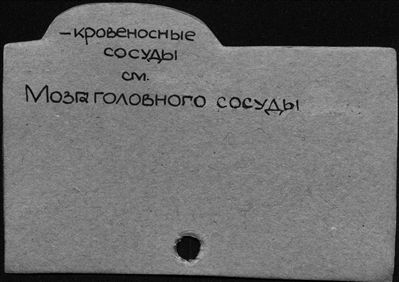 -кровеносные
сосуды
см.
Мозга головного сосуды